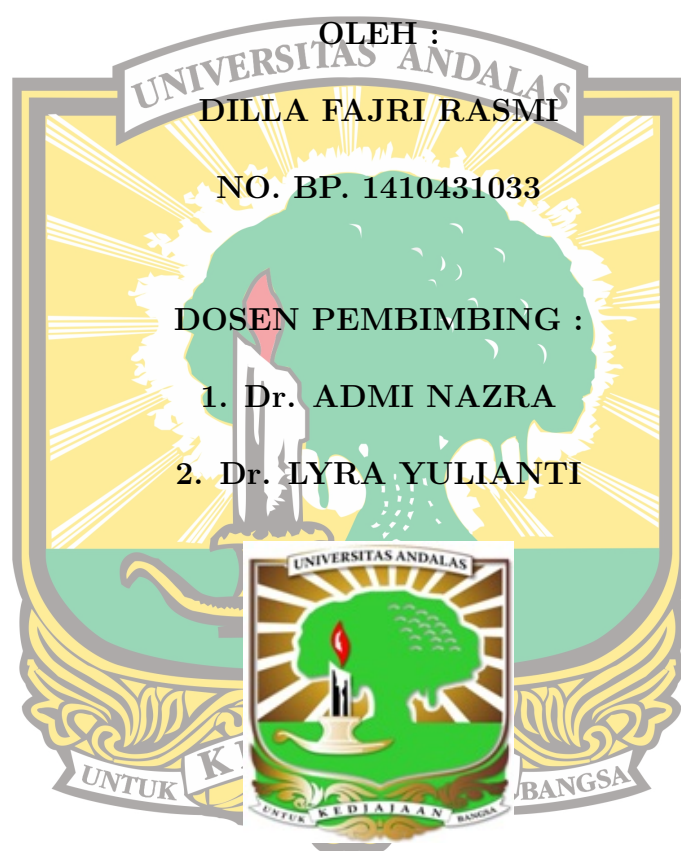 OLEH :
UNIVERSITAS ANDALAS
DILLA FAJRI RASMI
NO. BP. 1410431033
DOSEN PEMBIMBING :
1. Dr. ADMI NAZRA
2. Dr. LYRA YULIANTI
UNIVERSITAS ANDALAS
UNTUK K BANGSA
UNTUK KEDJAJAAN BANGSA